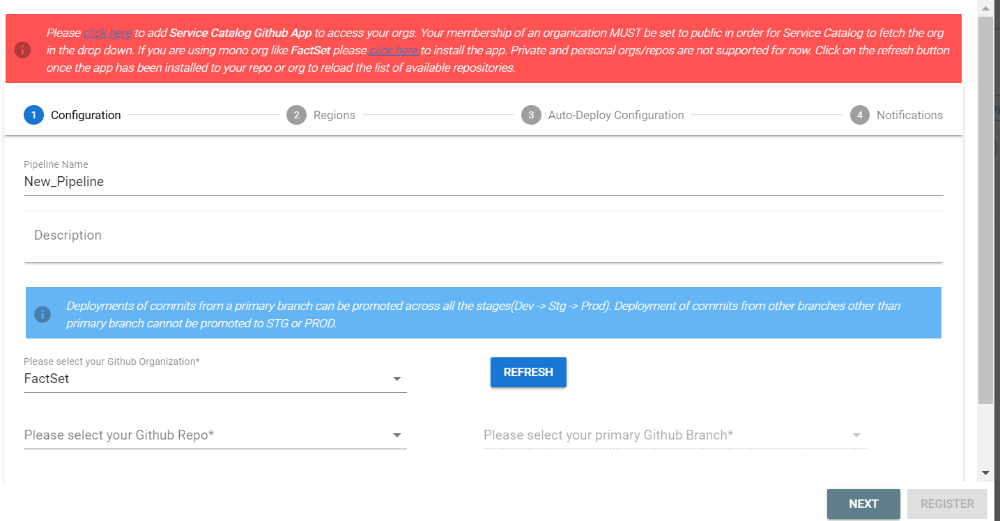 Please click here to add Service Catalog Github App to access your orgs. Your membership of an organization MUST be set to public in order for Service Catalog to fetch the org
in the drop down. If you are using mono org like FactSet please click here to install the app. Private and personal orgs/repos are not supported for now. Click on the refresh button
once the app has been installed to your repo or org to reload the list of available repositories.
1 Configuration 2 Regions 3 Auto-Deploy Configuration 4 Notifications
Pipeline Name
New_Pipeline
Description
Deployments of commits from a primary branch can be promoted across all the stages(Dev -> Stg -> Prod). Deployment of commits from other branches other than
primary branch cannot be promoted to STG or PROD.
Please select your Github Organization*
FactSet
REFRESH
Please select your Github Repo* Please select your primary Github Branch*
NEXT REGISTER